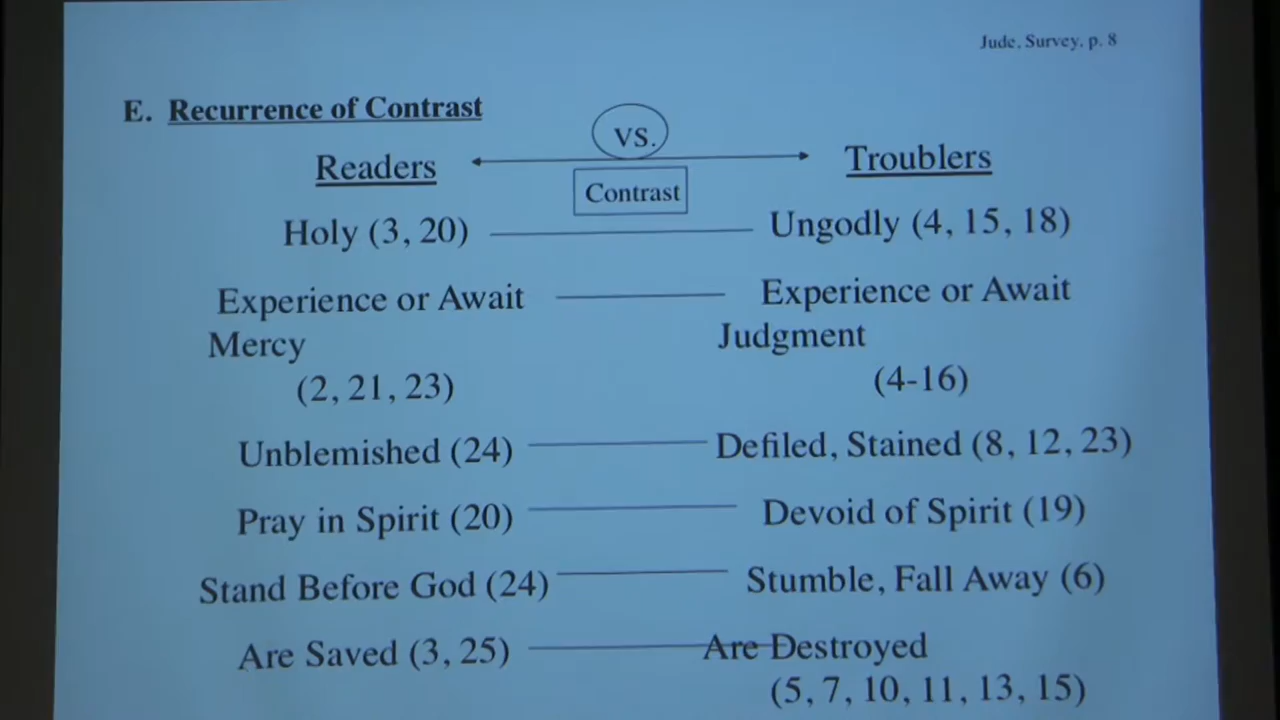 Jude, Survey, p. 8
E. Recurrence of Contrast
VS.
Readers
Troublers
Contrast
Holy (3, 20)
Ungodly (4, 15, 18)
Experience or Await
Experience or Await
Mercy
Judgment
(2, 21, 23)
(4-16)
Unblemished (24)
Defiled, Stained (8, 12, 23)
Pray in Spirit (20)
Devoid of Spirit (19)
Stand Before God (24)
Stumble, Fall Away (6)
Are Saved (3, 25)
Are Destroyed
(5, 7, 10, 11, 13, 15)